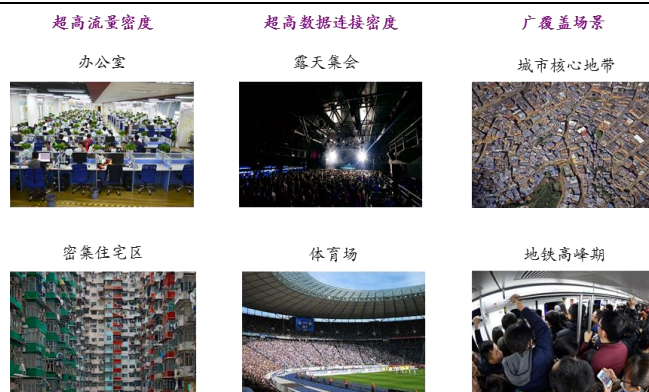 超高流量密度 超高数据连接密度 广覆盖场景
办公室 露天集会 城市核心地带
密集住宅区 体育场 地铁高峰期